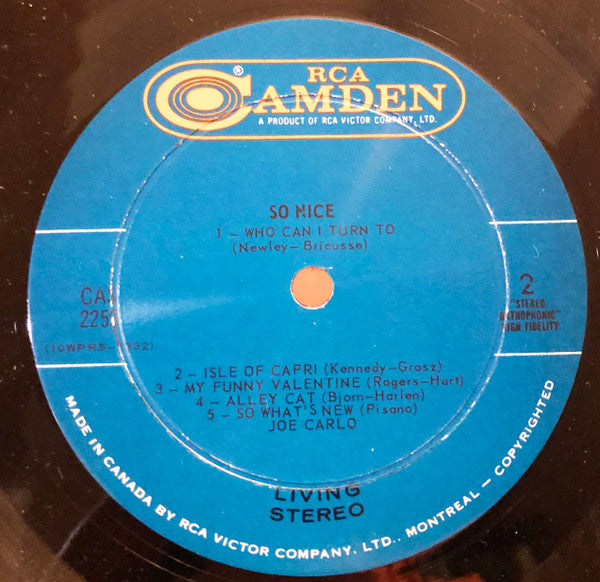 ®
RCA
CAMDEN
A PRODUCT OF RCA VICTOR COMPANY, LTD.
SO NICE
1 – WHO CAN I TURN TO
(Newley–Bricusse)
2
"STEREO
ORTHOPHONIC"
HIGH FIDELITY
2 – ISLE OF CAPRI (Kennedy–Grosz)
3 – MY FUNNY VALENTINE (Rogers–Hart)
4 – ALLEY CAT (Bjorn–Harlen)
5 – SO WHAT'S NEW (Pisano)
JOE CARLO
LIVING
STEREO
MADE IN CANADA BY RCA VICTOR COMPANY, LTD., MONTREAL – COPYRIGHTED